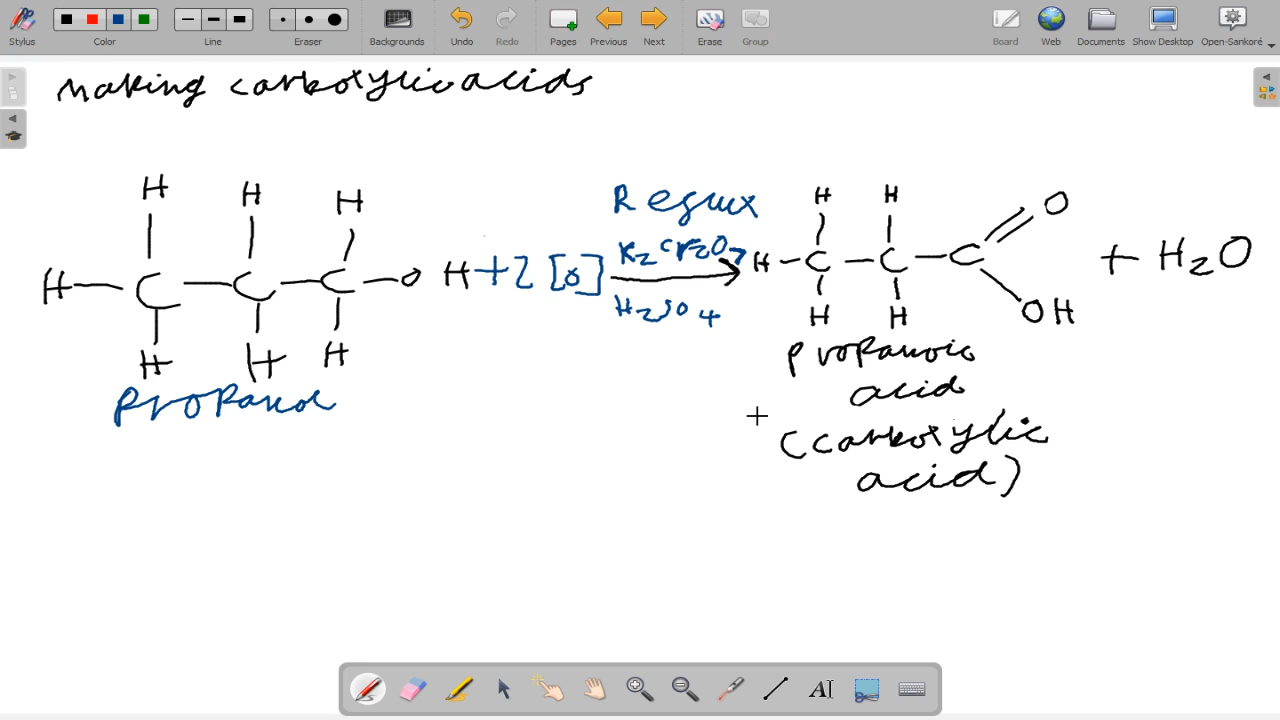 Stylus
Color
Line
Eraser
Backgrounds
Undo
Redo
Pages
Previous
Next
Erase
Group
Board
Web
Documents
Show Desktop
Open-Sankoré
Making carboxylic acids
H H H
H C C C O H + 2 [O]
H H H
Propanol
Reflux
K2Cr2O7
H2SO4
H H O
H C C C + H2O
H H OH
Propanoic
acid
(carboxylic
acid)
AI